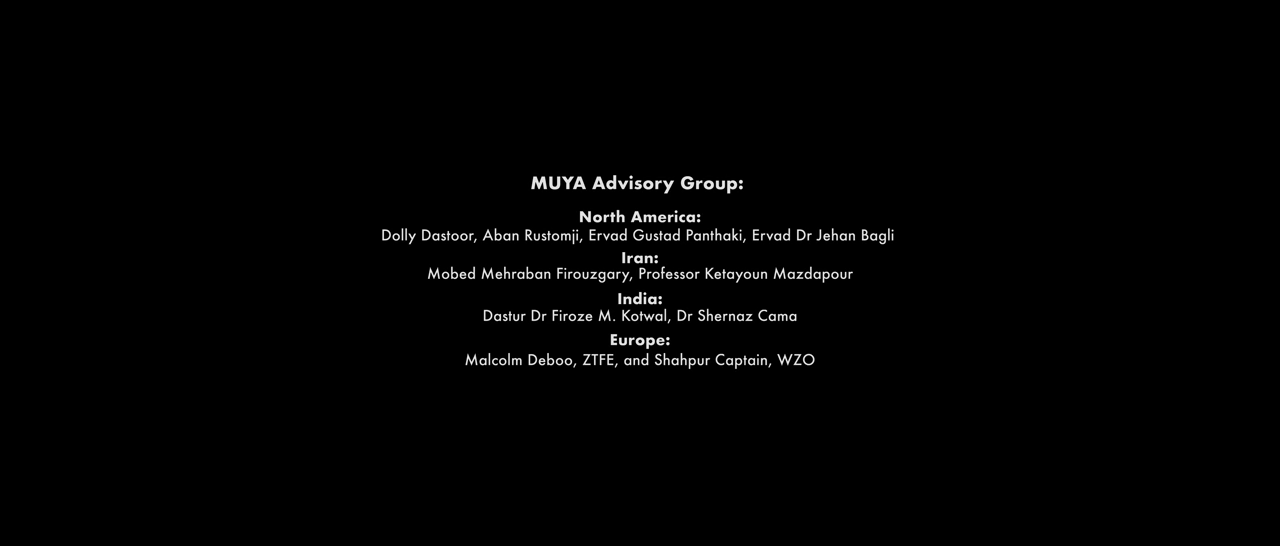 MUYA Advisory Group:
North America:
Dolly Dastoor, Aban Rustomji, Ervad Gustad Panthaki, Ervad Dr Jehan Bagli
Iran:
Mobed Mehraban Firouzgary, Professor Ketayoun Mazdapour
India:
Dastur Dr Firoze M. Kotwal, Dr Shernaz Cama
Europe:
Malcolm Deboo, ZTFE, and Shahpur Captain, WZO